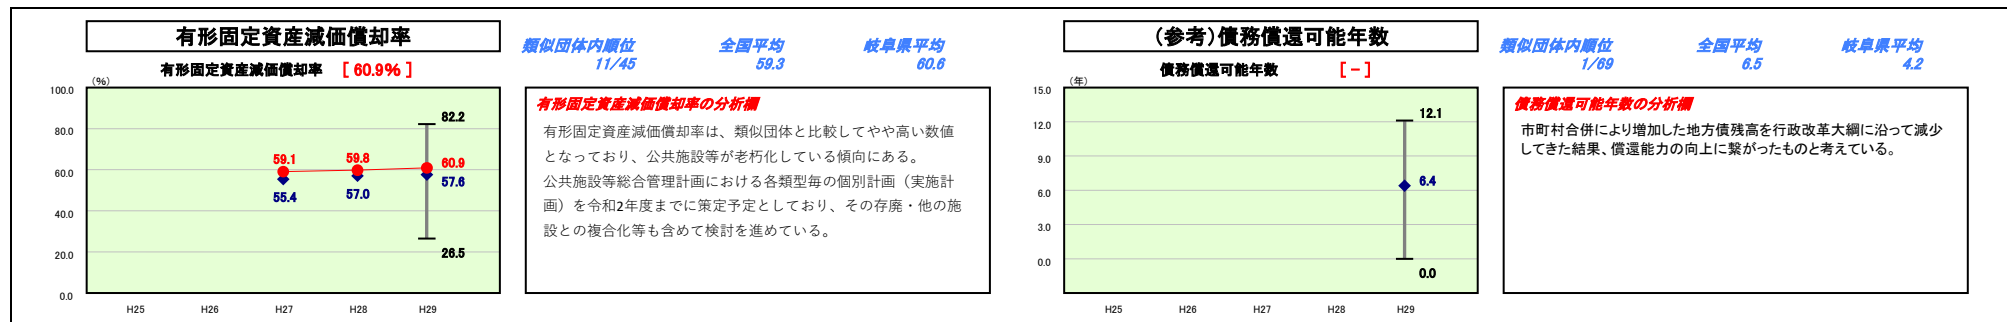 有形固定資産減価償却率
有形固定資産減価償却率 [ 60.9% ]
類似団体内順位 全国平均 岐阜県平均
11/45 59.3 60.6
(%)
100.0
80.0
60.0
40.0
20.0
0.0
82.2
59.1 59.8 60.9
55.4 57.0 57.6
26.5
H25 H26 H27 H28 H29
有形固定資産減価償却率の分析欄
有形固定資産減価償却率は、類似団体と比較してやや高い数値
となっており、公共施設等が老朽化している傾向にある。
公共施設等総合管理計画における各類型毎の個別計画（実施計
画）を令和2年度までに策定予定としており、その存廃・他の施
設との複合化等も含めて検討を進めている。
(参考)債務償還可能年数
債務償還可能年数 [ - ]
類似団体内順位 全国平均 岐阜県平均
1/69 6.5 4.2
(年)
15.0
12.0
9.0
6.0
3.0
0.0
12.1
6.4
0.0
H25 H26 H27 H28 H29
債務償還可能年数の分析欄
市町村合併により増加した地方債残高を行政改革大綱に沿って減少
してきた結果、償還能力の向上に繋がったものと考えている。